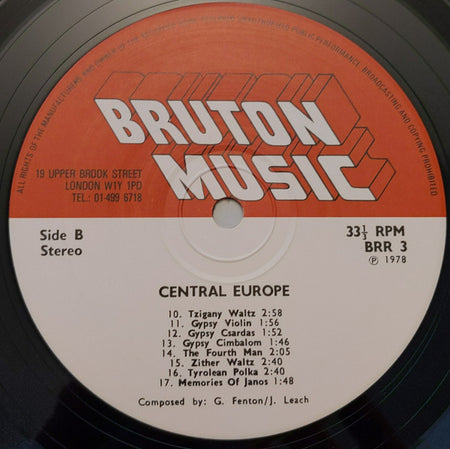 ALL RIGHTS OF THE MANUFACTURERS AND OWNER OF THE
UNAUTHORISED PUBLIC PERFORMANCE, BROADCASTING AND COPYING PROHIBITED
BRUTON
MUSIC
19 UPPER BROOK STREET
LONDON W1Y 1PD
TEL.: 01-499 6718
Side B
Stereo
33⅓ RPM
BRR 3
Ⓟ 1978
CENTRAL EUROPE
10. Tzigany Waltz 2:58
11. Gypsy Violin 1:56
12. Gypsy Csardas 1:52
13. Gypsy Cimbalom 1:46
14. The Fourth Man 2:05
15. Zither Waltz 2:40
16. Tyrolean Polka 2:40
17. Memories Of Janos 1:48
Composed by: G. Fenton/J. Leach